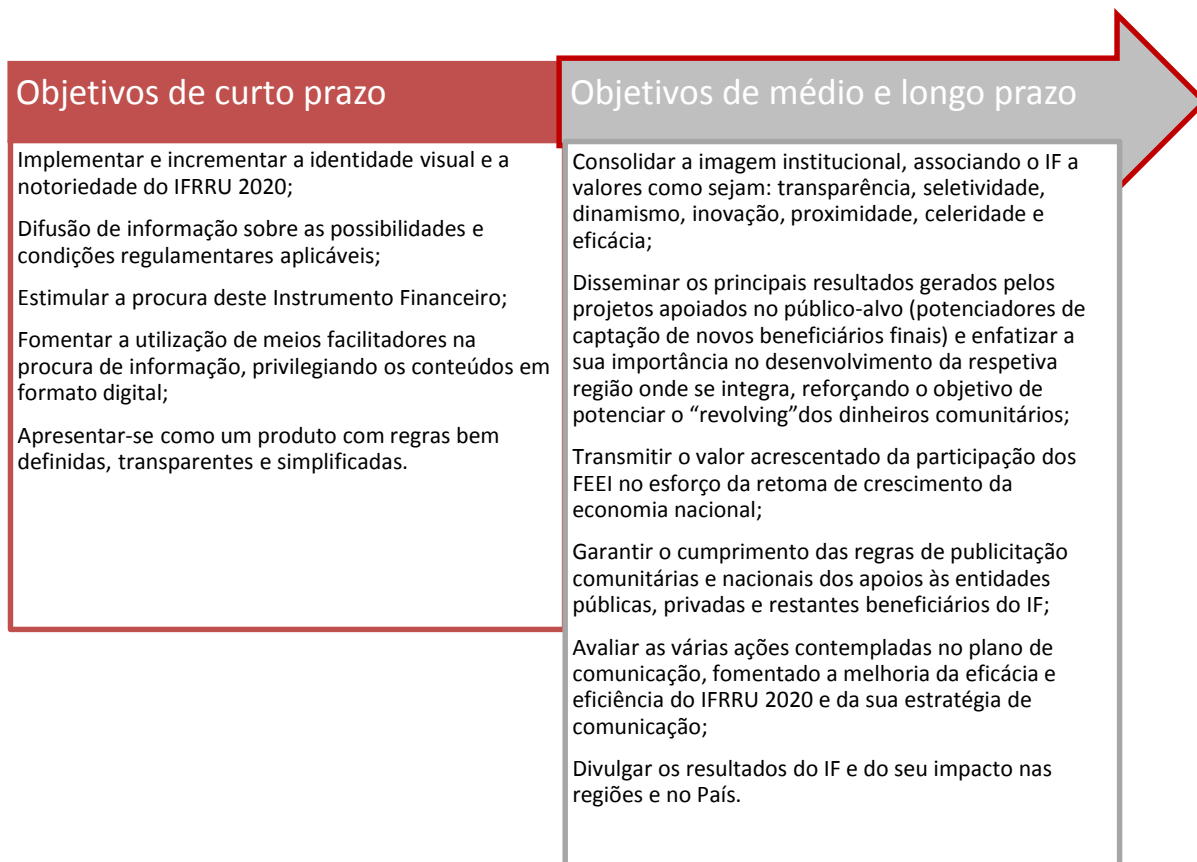 Objetivos de curto prazo
Implementar e incrementar a identidade visual e a
notoriedade do IFRRU 2020;
Difusão de informação sobre as possibilidades e
condições regulamentares aplicáveis;
Estimular a procura deste Instrumento Financeiro;
Fomentar a utilização de meios facilitadores na
procura de informação, privilegiando os conteúdos em
formato digital;
Apresentar-se como um produto com regras bem
definidas, transparentes e simplificadas.
Objetivos de médio e longo prazo
Consolidar a imagem institucional, associando o IF a
valores como sejam: transparência, seletividade,
dinamismo, inovação, proximidade, celeridade e
eficácia;
Disseminar os principais resultados gerados pelos
projetos apoiados no público-alvo (potenciadores de
captação de novos beneficiários finais) e enfatizar a
sua importância no desenvolvimento da respetiva
região onde se integra, reforçando o objetivo de
potenciar o “revolving”dos dinheiros comunitários;
Transmitir o valor acrescentado da participação dos
FEEI no esforço da retoma de crescimento da
economia nacional;
Garantir o cumprimento das regras de publicitação
comunitárias e nacionais dos apoios às entidades
públicas, privadas e restantes beneficiários do IF;
Avaliar as várias ações contempladas no plano de
comunicação, fomentado a melhoria da eficácia e
eficiência do IFRRU 2020 e da sua estratégia de
comunicação;
Divulgar os resultados do IF e do seu impacto nas
regiões e no País.